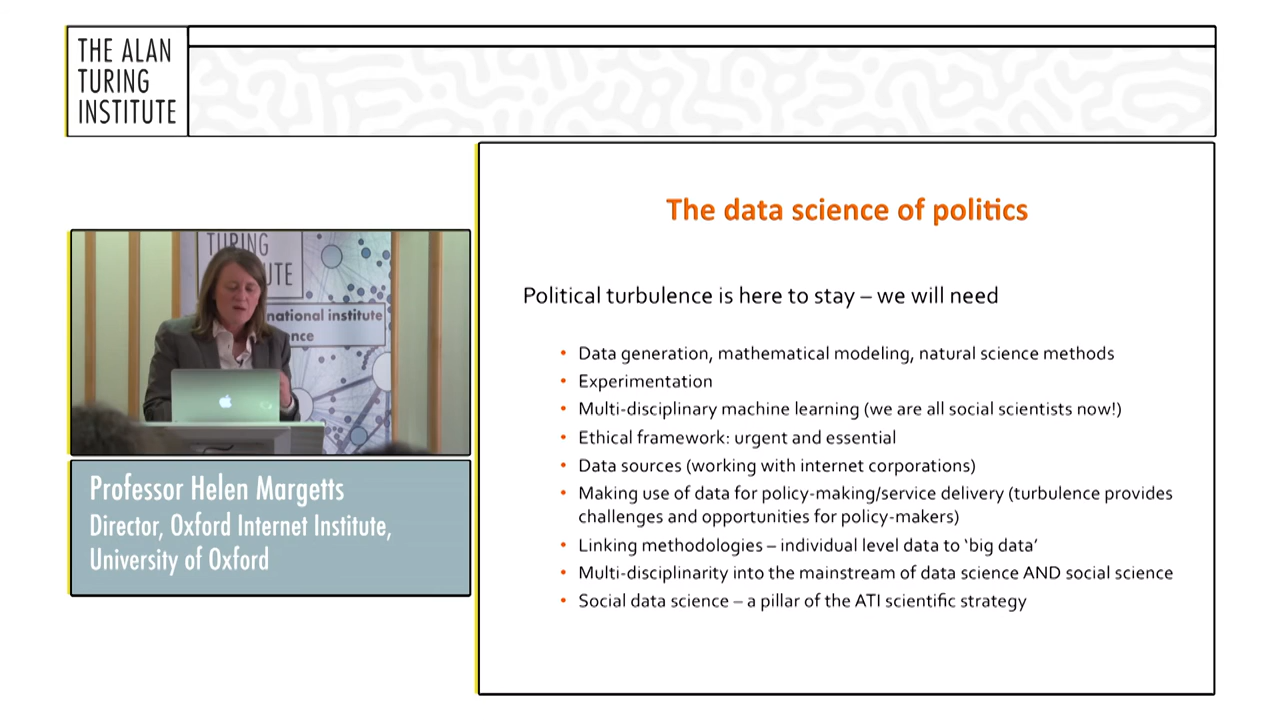 THE ALAN
TURING
INSTITUTE
TURING
UTE
national institute
nce
Professor Helen Margetts
Director, Oxford Internet Institute,
University of Oxford
The data science of politics
Political turbulence is here to stay – we will need
• Data generation, mathematical modeling, natural science methods
• Experimentation
• Multi-disciplinary machine learning (we are all social scientists now!)
• Ethical framework: urgent and essential
• Data sources (working with internet corporations)
• Making use of data for policy-making/service delivery (turbulence provides
challenges and opportunities for policy-makers)
• Linking methodologies – individual level data to ‘big data’
• Multi-disciplinarity into the mainstream of data science AND social science
• Social data science – a pillar of the ATI scientific strategy